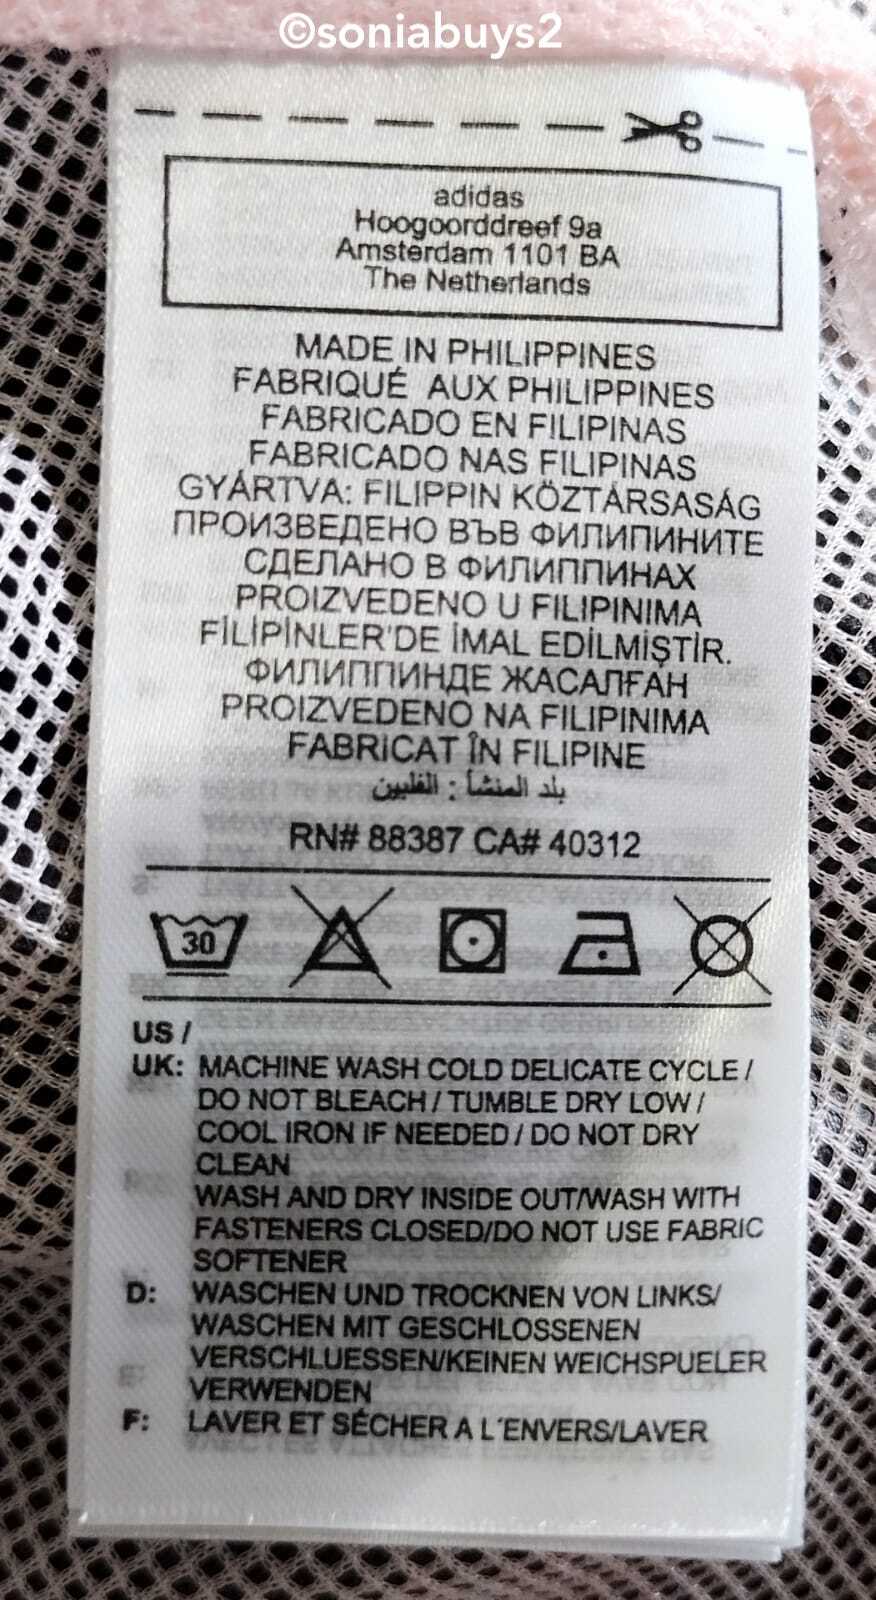 ©soniabuys2
adidas
Hoogoorddreef 9a
Amsterdam 1101 BA
The Netherlands
MADE IN PHILIPPINES
FABRIQUÉ AUX PHILIPPINES
FABRICADO EN FILIPINAS
FABRICADO NAS FILIPINAS
GYÁRTVA: FILIPPIN KÖZTÁRSASÁG
ПРОИЗВЕДЕНО ВЪВ ФИЛИПИНИТЕ
СДЕЛАНО В ФИЛИППИНАХ
PROIZVEDENO U FILIPINIMA
FİLİPİNLER'DE İMAL EDİLMİŞTİR.
ФИЛИППИНДЕ ЖАСАЛҒАН
PROIZVEDENO NA FILIPINIMA
FABRICAT ÎN FILIPINE
بلد المنشأ : الفلبين
RN# 88387 CA# 40312
30
US /
UK: MACHINE WASH COLD DELICATE CYCLE /
DO NOT BLEACH / TUMBLE DRY LOW /
COOL IRON IF NEEDED / DO NOT DRY
CLEAN
WASH AND DRY INSIDE OUT/WASH WITH
FASTENERS CLOSED/DO NOT USE FABRIC
SOFTENER
D: WASCHEN UND TROCKNEN VON LINKS/
WASCHEN MIT GESCHLOSSENEN
VERSCHLUESSEN/KEINEN WEICHSPUELER
VERWENDEN
F: LAVER ET SÉCHER A L´ENVERS/LAVER